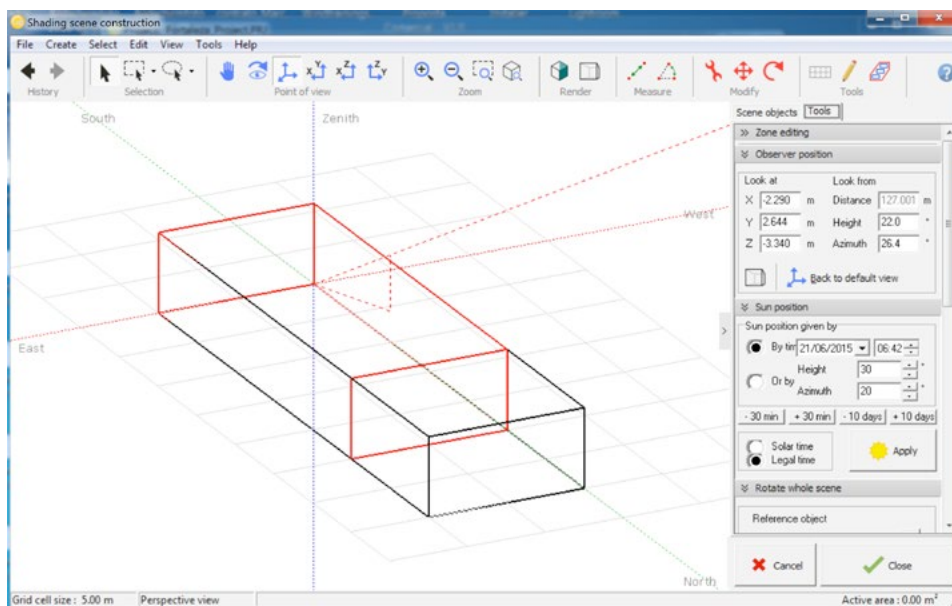 Shading scene construction
File Create Select Edit View Tools Help
History Selection Point of view Zoom Render Measure Modify Tools
Scene objects Tools
Zone editing
Observer position
Look at Look from
X -2.290 m Distance 127.001 m
Y 2.644 m Height 22.0 °
Z -3.340 m Azimuth 26.4 °
Back to default view
Sun position
Sun position given by
By tim 21/06/2015 06:42
Height 30 °
Or by
Azimuth 20 °
- 30 min + 30 min - 10 days + 10 days
Solar time
Legal time
Apply
Rotate whole scene
Reference object
Cancel Close
South Zenith
West
East
North
Grid cell size : 5.00 m Perspective view Active area : 0.00 m²